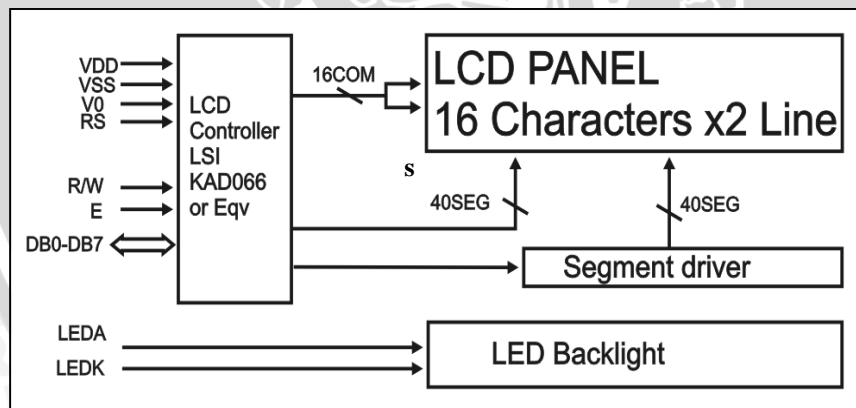 VDD
VSS
V0
RS
R/W
E
DB0-DB7
LCD
Controller
LSI
KAD066
or Eqv
16COM
LCD PANEL
16 Characters x2 Line
s
40SEG
40SEG
Segment driver
LEDA
LEDK
LED Backlight